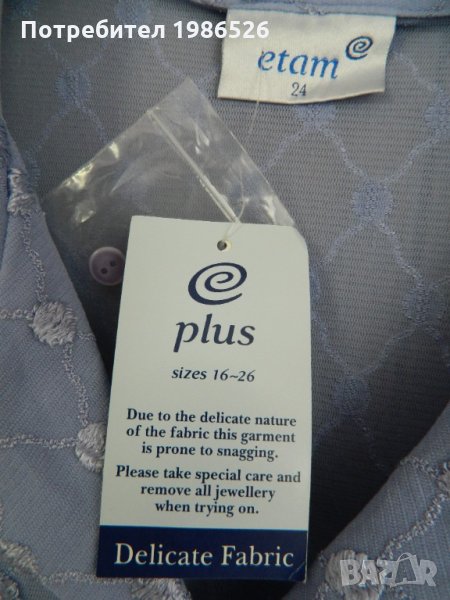 Потребител 1986526
etam
24
plus
sizes 16~26
Due to the delicate nature
of the fabric this garment
is prone to snagging.
Please take special care and
remove all jewellery
when trying on.
Delicate Fabric
BAZAR